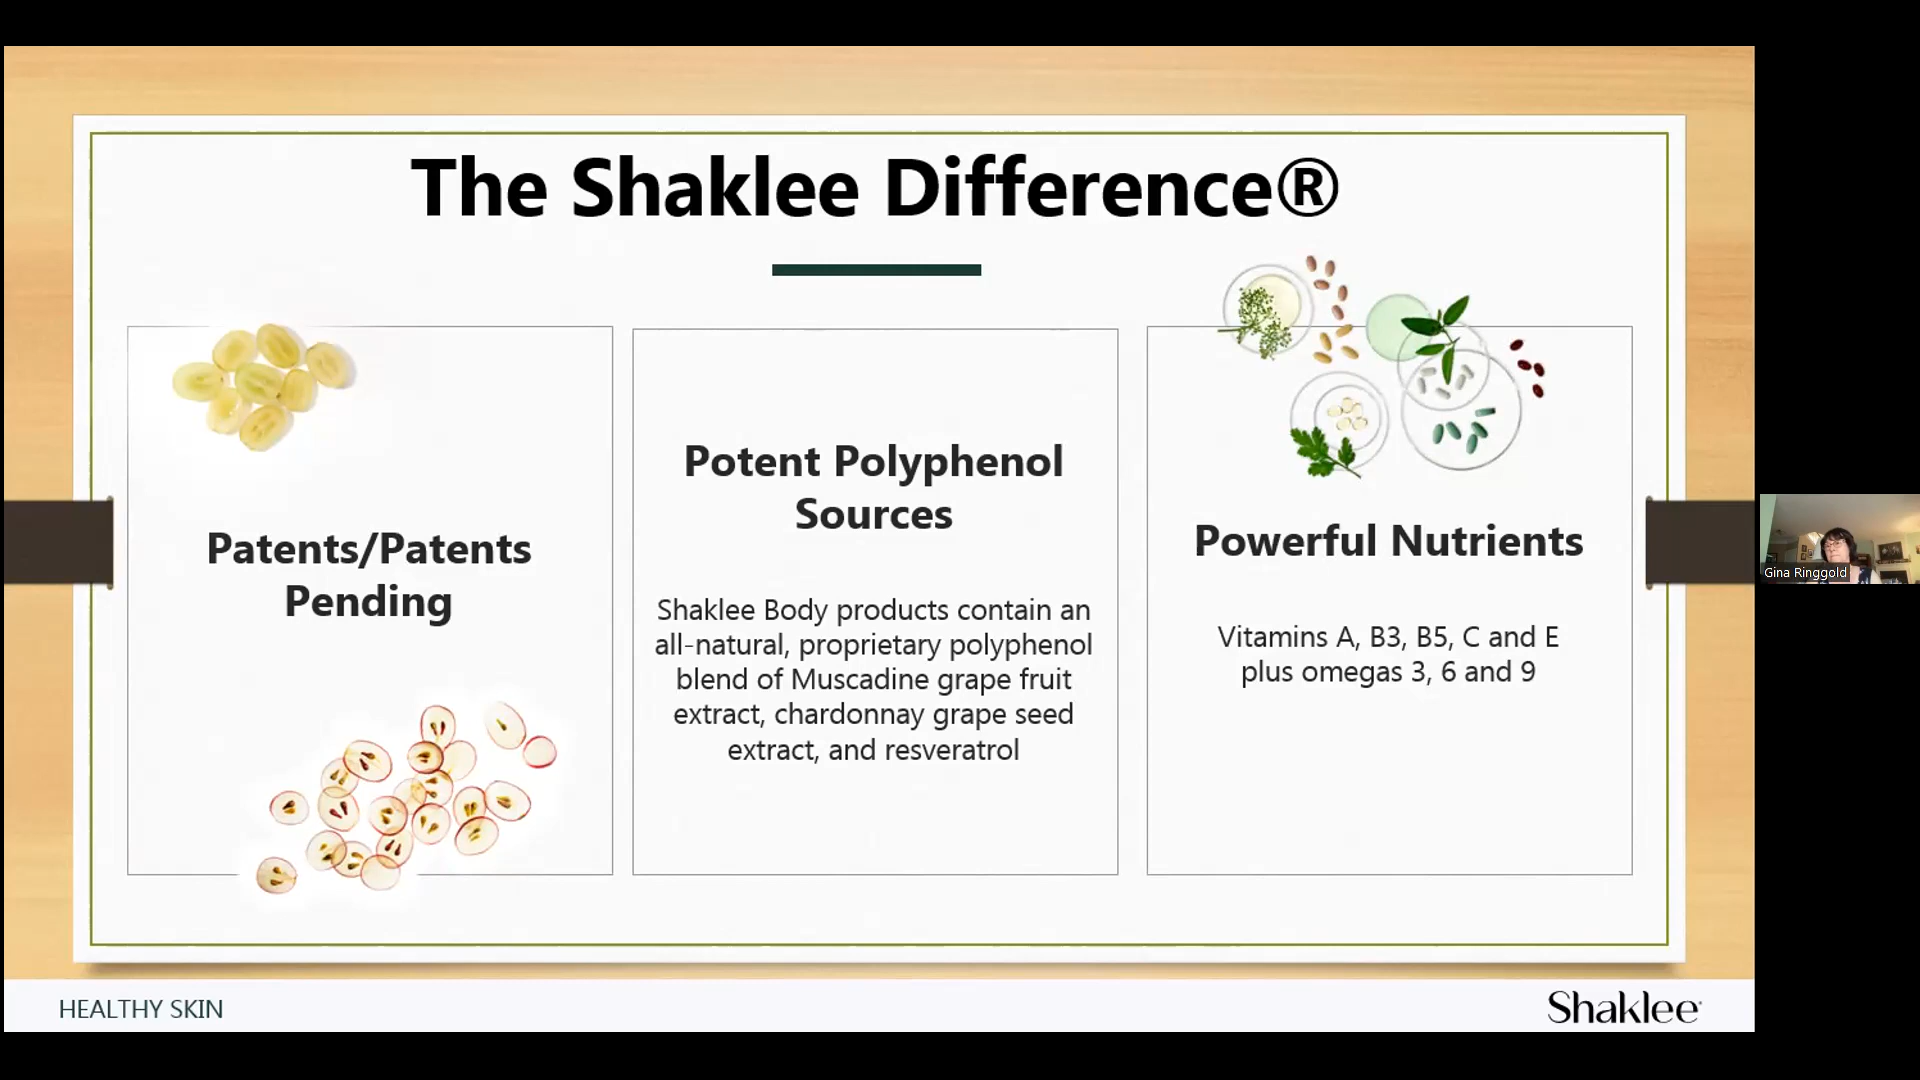 The Shaklee Difference®
Patents/Patents
Pending
Potent Polyphenol
Sources
Shaklee Body products contain an
all-natural, proprietary polyphenol
blend of Muscadine grape fruit
extract, chardonnay grape seed
extract, and resveratrol
Powerful Nutrients
Vitamins A, B3, B5, C and E
plus omegas 3, 6 and 9
Gina Ringgold
HEALTHY SKIN
Shaklee®